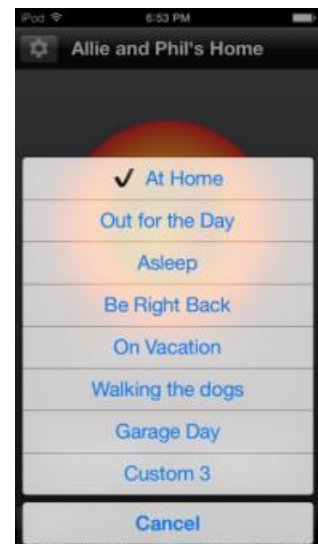 iPod 6:53 PM
Allie and Phil's Home
✓ At Home
Out for the Day
Asleep
Be Right Back
On Vacation
Walking the dogs
Garage Day
Custom 3
Cancel